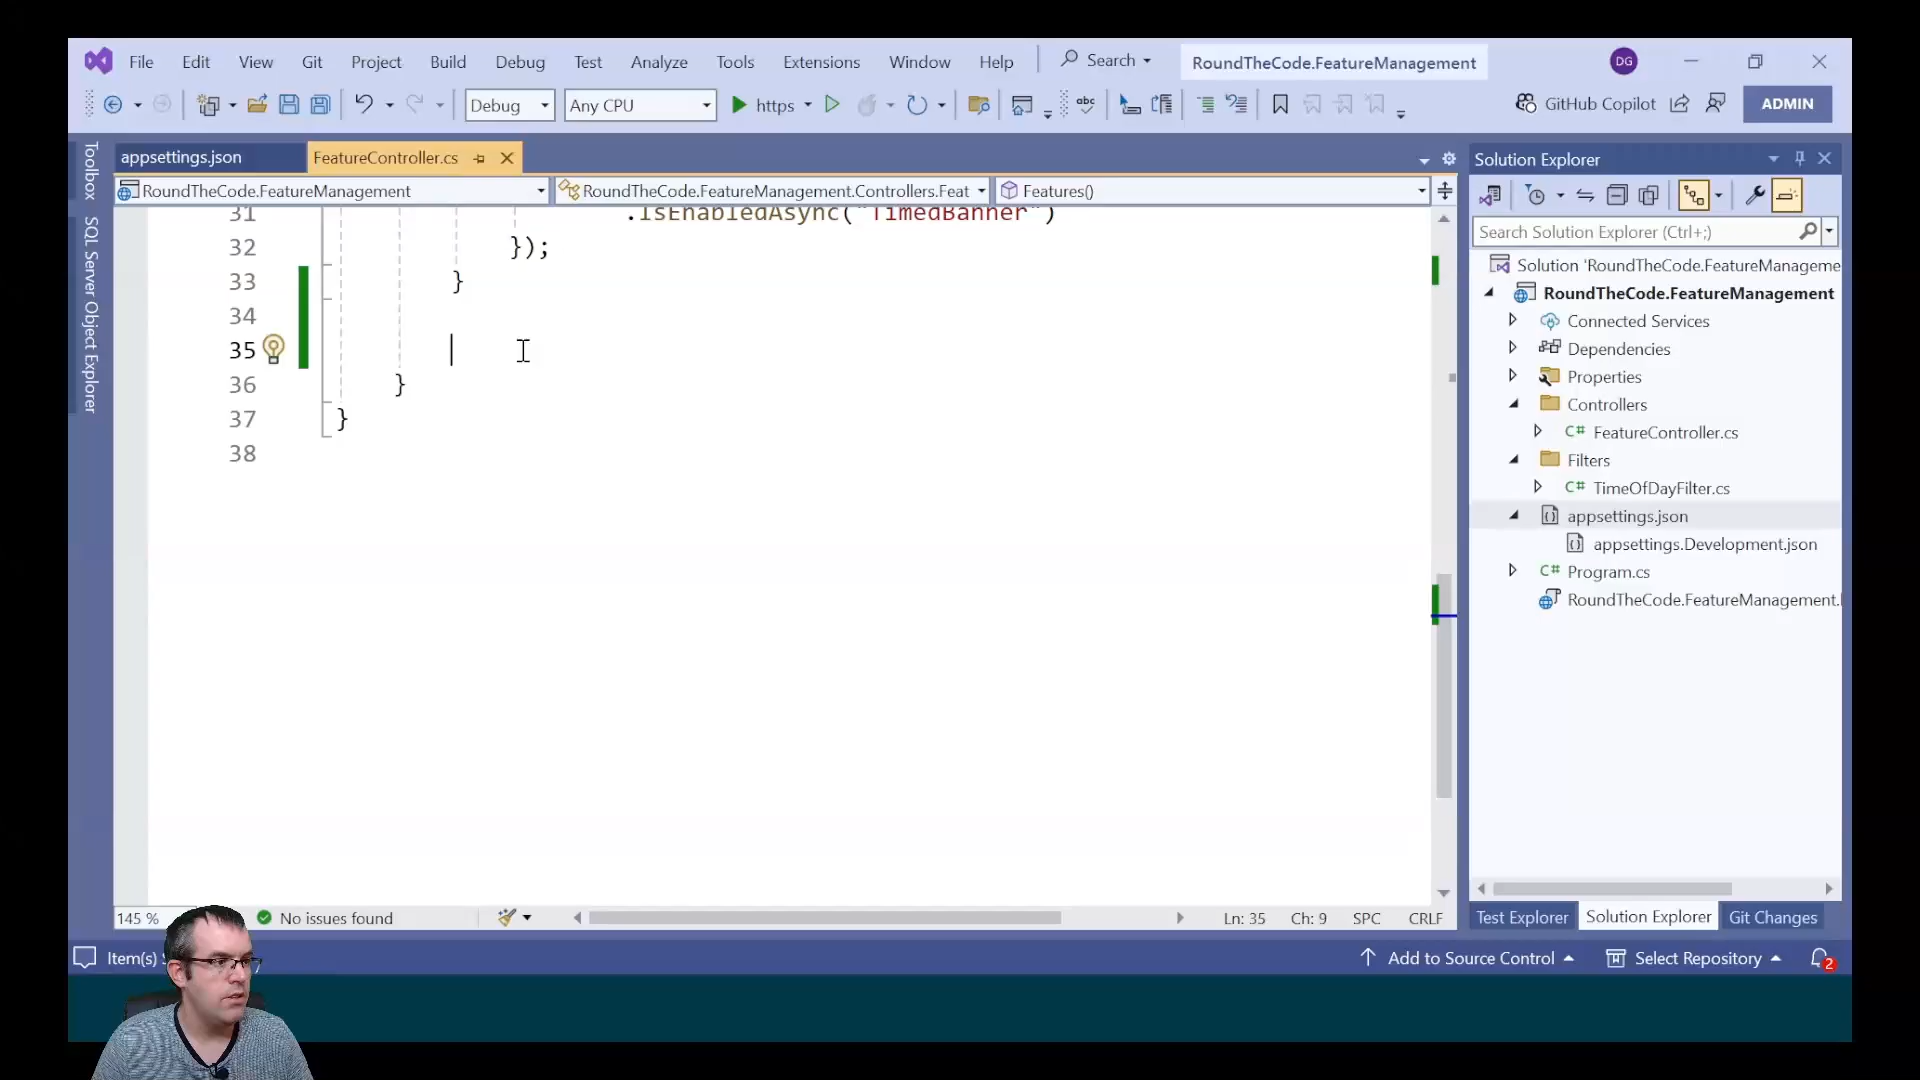 File Edit View Git Project Build Debug Test Analyze Tools Extensions Window Help Search RoundTheCode.FeatureManagement DG
Debug Any CPU https GitHub Copilot ADMIN
Toolbox
SQL Server Object Explorer
appsettings.json FeatureController.cs
RoundTheCode.FeatureManagement RoundTheCode.FeatureManagement.Controllers.Feat Features()
31 .IsEnabledAsync("TimedBanner")
32 });
33 }
34
35
36 }
37 }
38
Solution Explorer
Search Solution Explorer (Ctrl+;)
Solution 'RoundTheCode.FeatureManageme
RoundTheCode.FeatureManagement
Connected Services
Dependencies
Properties
Controllers
C# FeatureController.cs
Filters
C# TimeOfDayFilter.cs
appsettings.json
appsettings.Development.json
C# Program.cs
RoundTheCode.FeatureManagement.
145 % No issues found Ln: 35 Ch: 9 SPC CRLF
Test Explorer Solution Explorer Git Changes
Item(s) Add to Source Control Select Repository 2